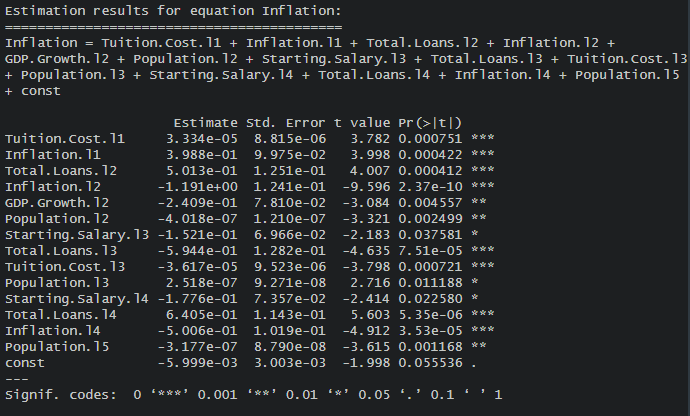 Estimation results for equation Inflation:
==========================================
Inflation = Tuition.Cost.l1 + Inflation.l1 + Total.Loans.l2 + Inflation.l2 +
GDP.Growth.l2 + Population.l2 + Starting.Salary.l3 + Total.Loans.l3 + Tuition.Cost.l3
+ Population.l3 + Starting.Salary.l4 + Total.Loans.l4 + Inflation.l4 + Population.l5
+ const
Estimate Std. Error t value Pr(>|t|)
Tuition.Cost.l1 3.334e-05 8.815e-06 3.782 0.000751 ***
Inflation.l1 3.988e-01 9.975e-02 3.998 0.000422 ***
Total.Loans.l2 5.013e-01 1.251e-01 4.007 0.000412 ***
Inflation.l2 -1.191e+00 1.241e-01 -9.596 2.37e-10 ***
GDP.Growth.l2 -2.409e-01 7.810e-02 -3.084 0.004557 **
Population.l2 -4.018e-07 1.210e-07 -3.321 0.002499 **
Starting.Salary.l3 -1.521e-01 6.966e-02 -2.183 0.037581 *
Total.Loans.l3 -5.944e-01 1.282e-01 -4.635 7.51e-05 ***
Tuition.Cost.l3 -3.617e-05 9.523e-06 -3.798 0.000721 ***
Population.l3 2.518e-07 9.271e-08 2.716 0.011188 *
Starting.Salary.l4 -1.776e-01 7.357e-02 -2.414 0.022580 *
Total.Loans.l4 6.405e-01 1.143e-01 5.603 5.35e-06 ***
Inflation.l4 -5.006e-01 1.019e-01 -4.912 3.53e-05 ***
Population.l5 -3.177e-07 8.790e-08 -3.615 0.001168 **
const -5.999e-03 3.003e-03 -1.998 0.055536 .
---
Signif. codes: 0 ‘***’ 0.001 ‘**’ 0.01 ‘*’ 0.05 ‘.’ 0.1 ‘ ’ 1